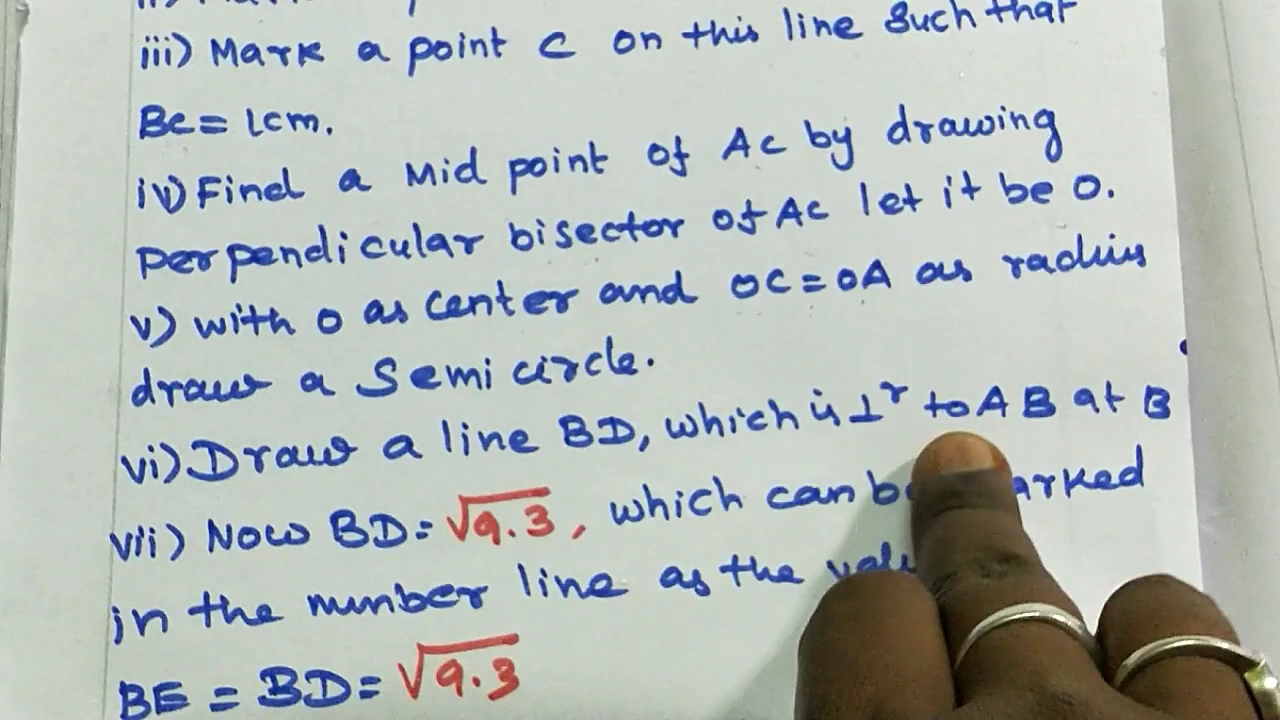 iii) Mark a point C on this line such that
BC = 1cm.
iv) Find a Mid point of AC by drawing
perpendicular bisector of AC let it be O.
v) with O as center and OC = OA as radius
draw a Semi circle.
vi) Draw a line BD, which is ⊥r to AB at B
vii) Now BD = √9.3, which can
in the number line as the
BE = BD = √9.3